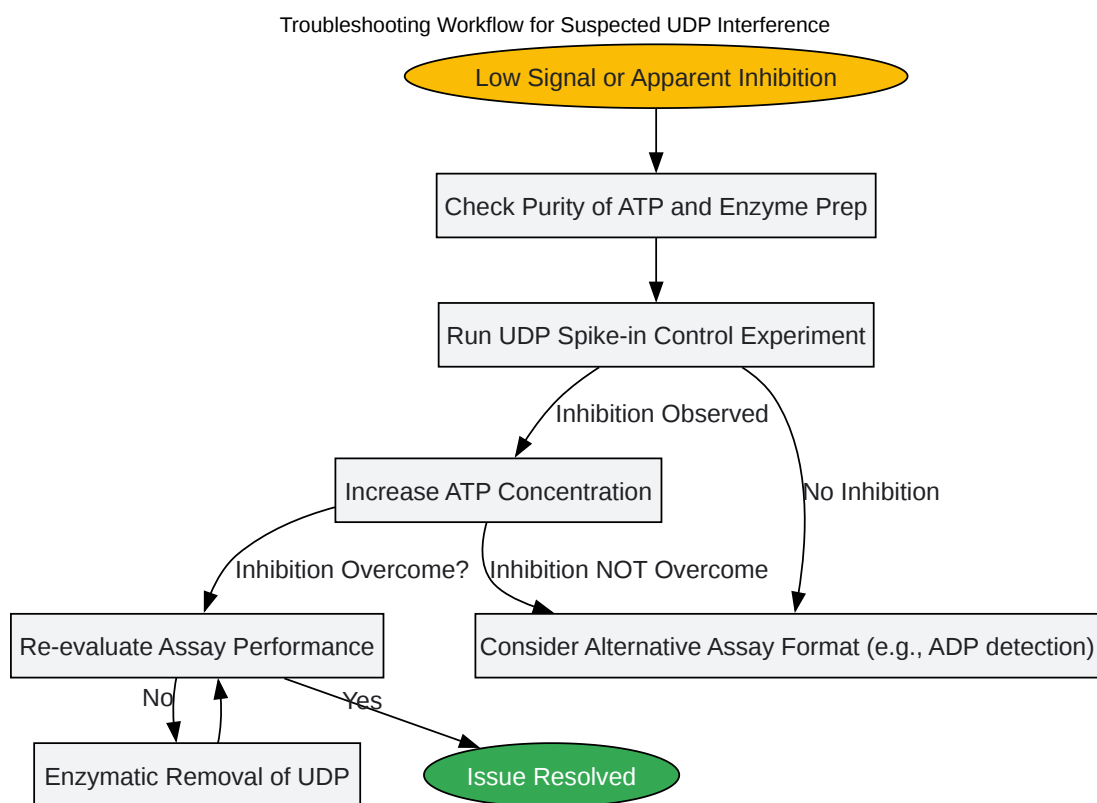 Troubleshooting Workflow for Suspected UDP Interference
Low Signal or Apparent Inhibition
Check Purity of ATP and Enzyme Prep
Run UDP Spike-in Control Experiment
Inhibition Observed
Increase ATP Concentration
No Inhibition
Inhibition Overcome?
Inhibition NOT Overcome
Re-evaluate Assay Performance
Consider Alternative Assay Format (e.g., ADP detection)
No
Yes
Enzymatic Removal of UDP
Issue Resolved